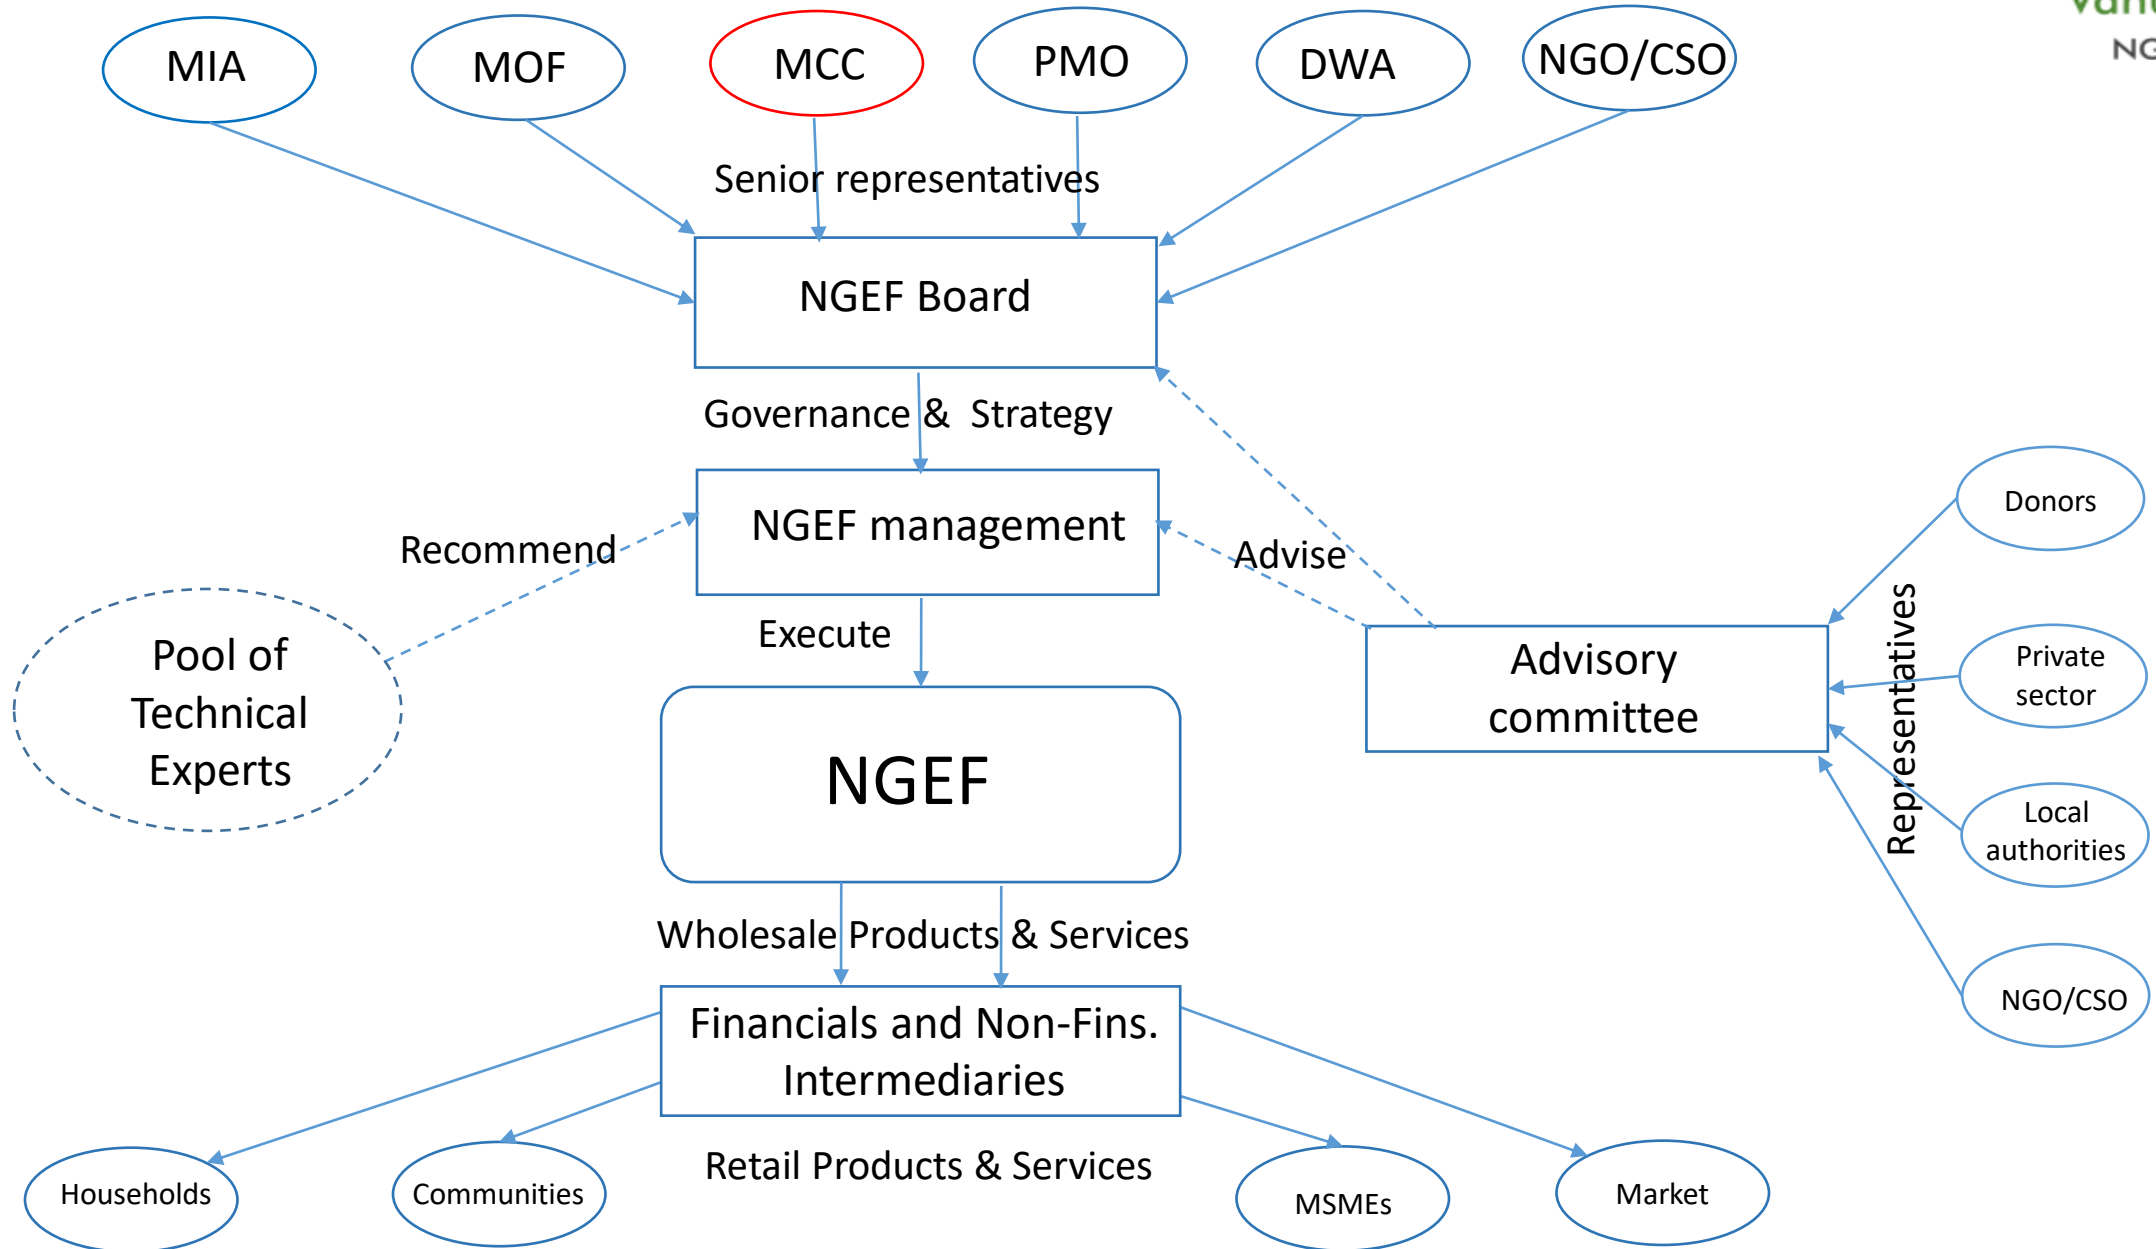 MIA
MOF
MCC
PMO
DWA
NGO/CSO
Senior representatives
NGEF Board
Governance & Strategy
NGEF management
Recommend
Advise
Execute
Pool of
Technical
Experts
Advisory
committee
Representatives
Donors
Private
sector
Local
authorities
NGO/CSO
NGEF
Wholesale Products & Services
Financials and Non-Fins.
Intermediaries
Retail Products & Services
Households
Communities
MSMEs
Market